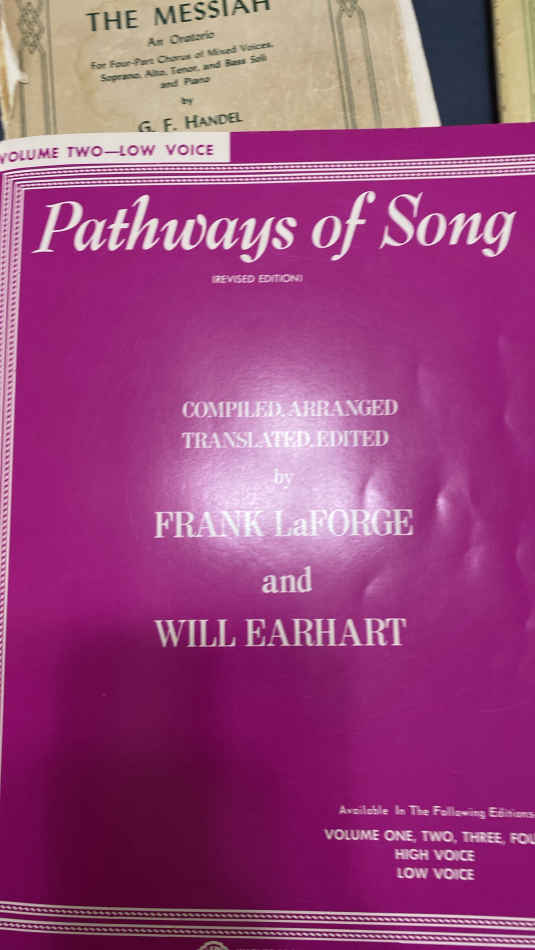 THE MESSIAH
An Oratorio
For Four-Part Chorus of Mixed Voices,
Soprano, Alto, Tenor, and Bass Soli
and Piano
by
G. F. HANDEL
VOLUME TWO—LOW VOICE
Pathways of Song
(REVISED EDITION)
COMPILED, ARRANGED
TRANSLATED, EDITED
by
FRANK LaFORGE
and
WILL EARHART
Available In The Following Editions
VOLUME ONE, TWO, THREE, FOU
HIGH VOICE
LOW VOICE